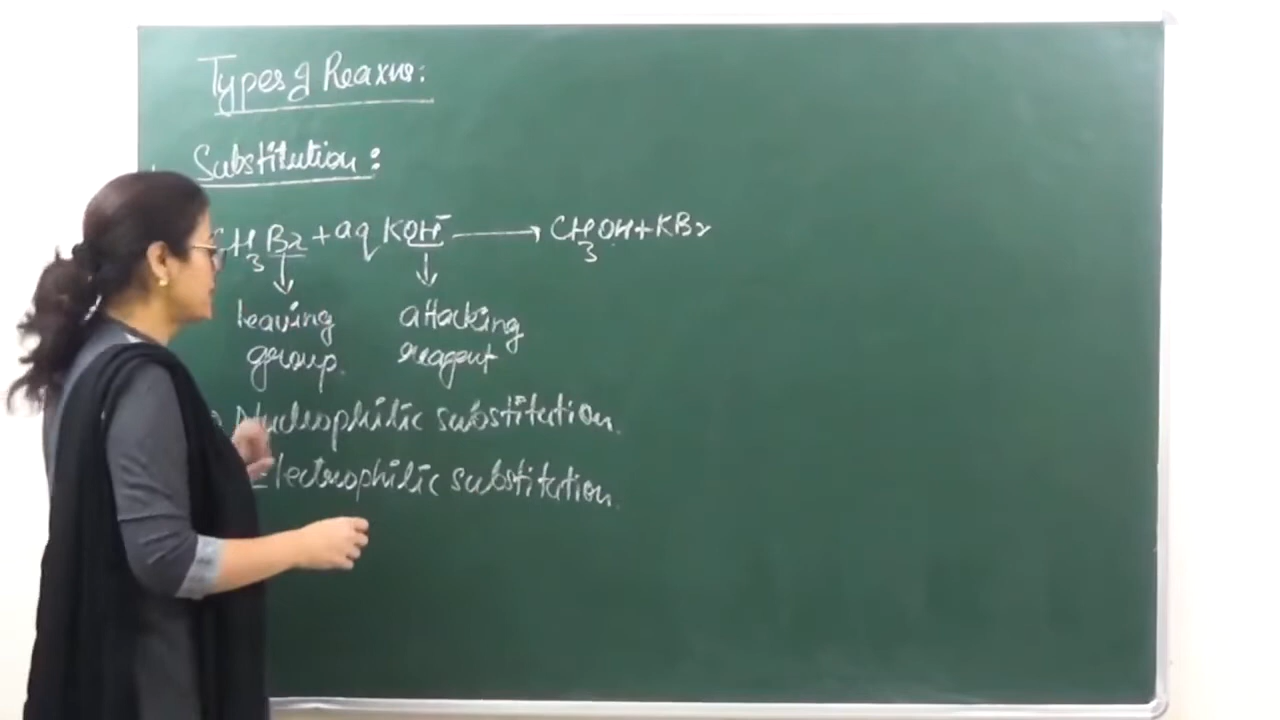 Types of Reaxns:
Substitution:
CH3Br + aq KOH⁻ ⟶ CH3OH + KBr
↓ ↓
leaving attacking
group. reagent
Nucleophilic substitution.
Electrophilic substitution.